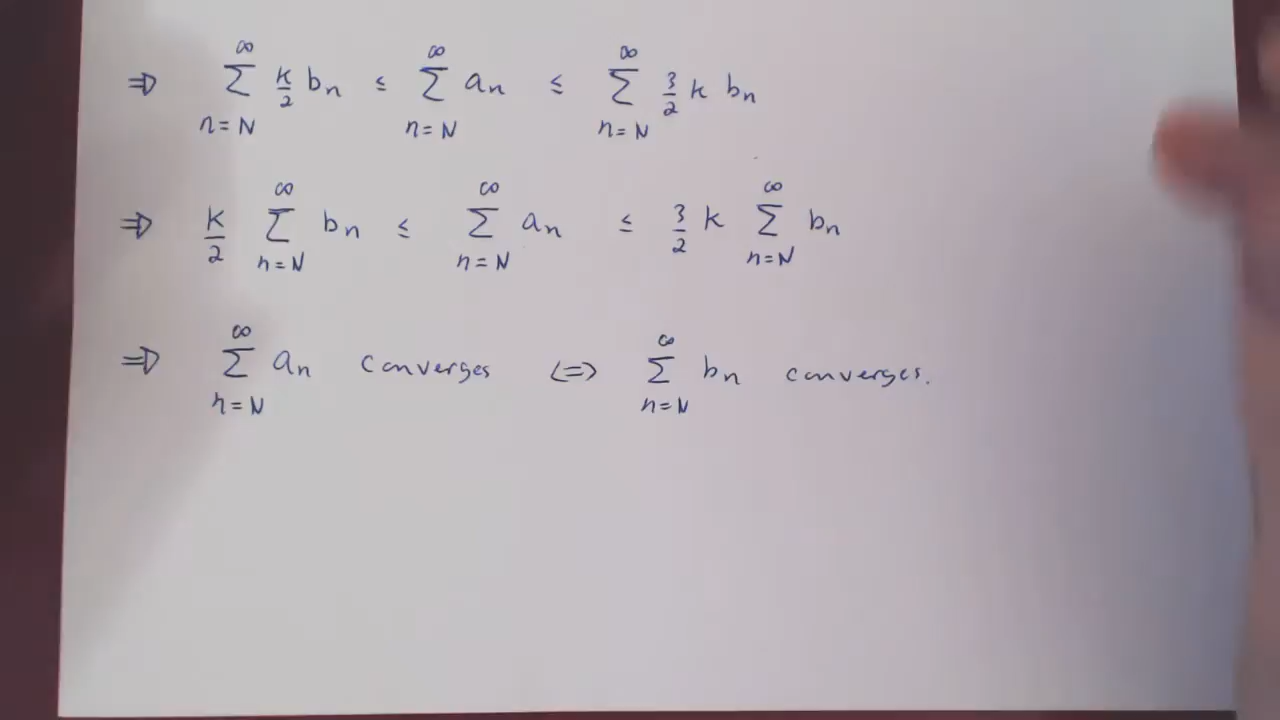 ⇒ ∑_{n=N}^{∞} k/2 b_n ≤ ∑_{n=N}^{∞} a_n ≤ ∑_{n=N}^{∞} 3/2 k b_n
⇒ k/2 ∑_{n=N}^{∞} b_n ≤ ∑_{n=N}^{∞} a_n ≤ 3/2 k ∑_{n=N}^{∞} b_n
⇒ ∑_{n=N}^{∞} a_n converges ⇔ ∑_{n=N}^{∞} b_n converges.